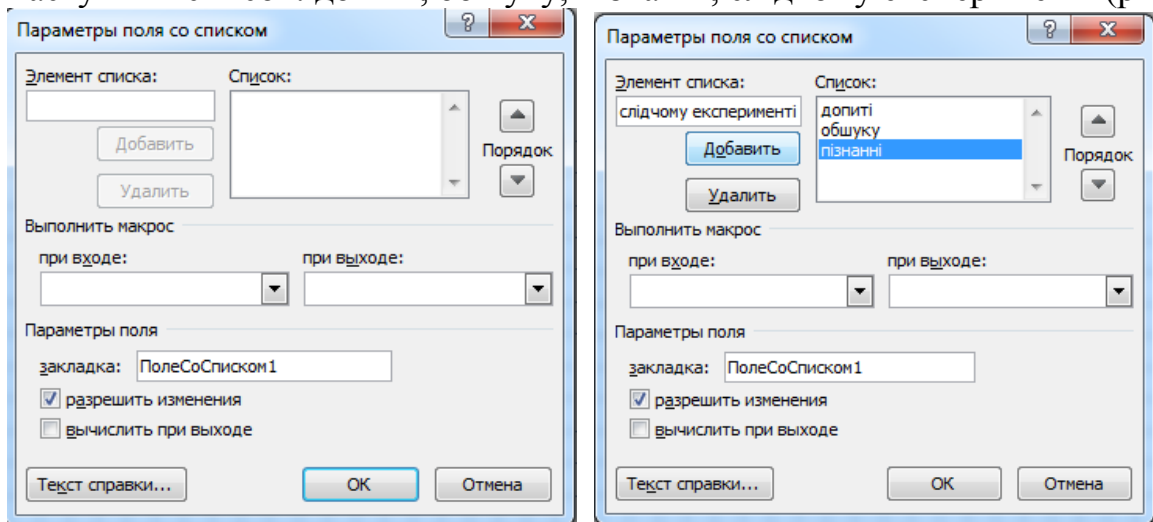 Параметры поля со списком
Элемент списка:
Список:
Добавить
Удалить
Порядок
Выполнить макрос
при входе:
при выходе:
Параметры поля
закладка:
ПолеСоСписком1
разрешить изменения
вычислить при выходе
Текст справки...
ОК
Отмена
Параметры поля со списком
Элемент списка:
Список:
слідчому експерименті
допиті
обшуку
пізнанні
Добавить
Удалить
Порядок
Выполнить макрос
при входе:
при выходе:
Параметры поля
закладка:
ПолеСоСписком1
разрешить изменения
вычислить при выходе
Текст справки...
ОК
Отмена